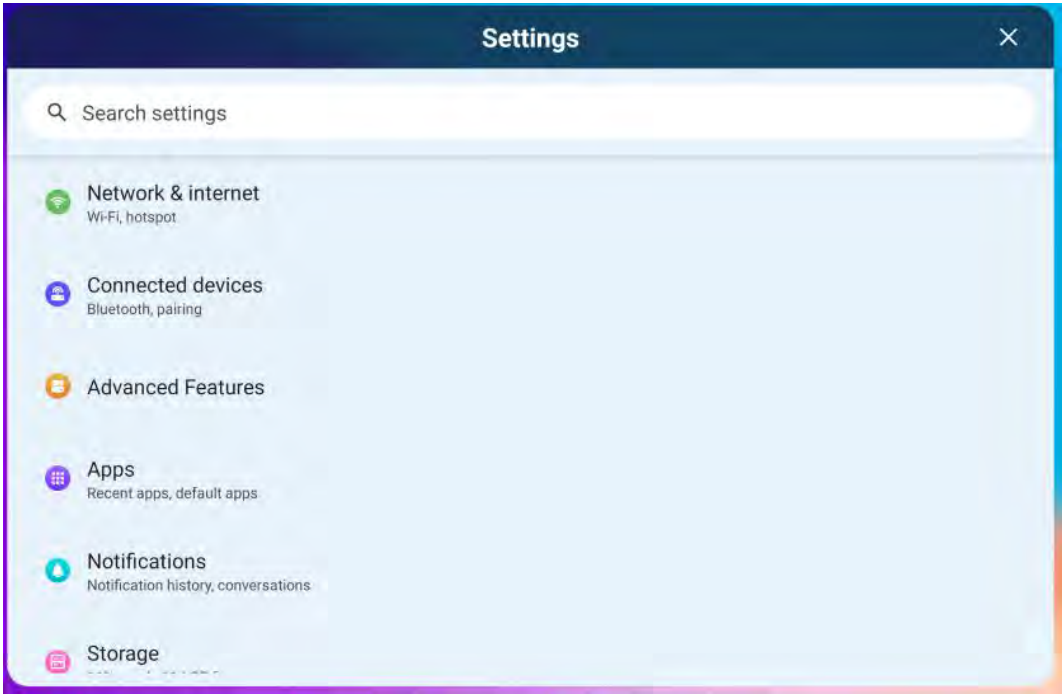 Settings
Search settings
Network & internet
Wi-Fi, hotspot
Connected devices
Bluetooth, pairing
Advanced Features
Apps
Recent apps, default apps
Notifications
Notification history, conversations
Storage